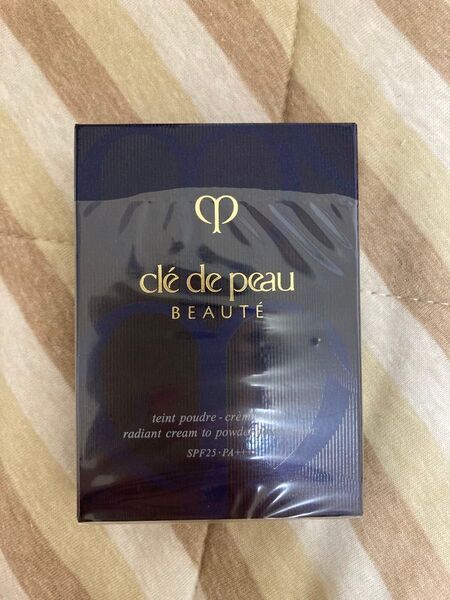 clé de peau
BEAUTÉ
teint poudre-crème
radiant cream to powder
SPF25・PA++